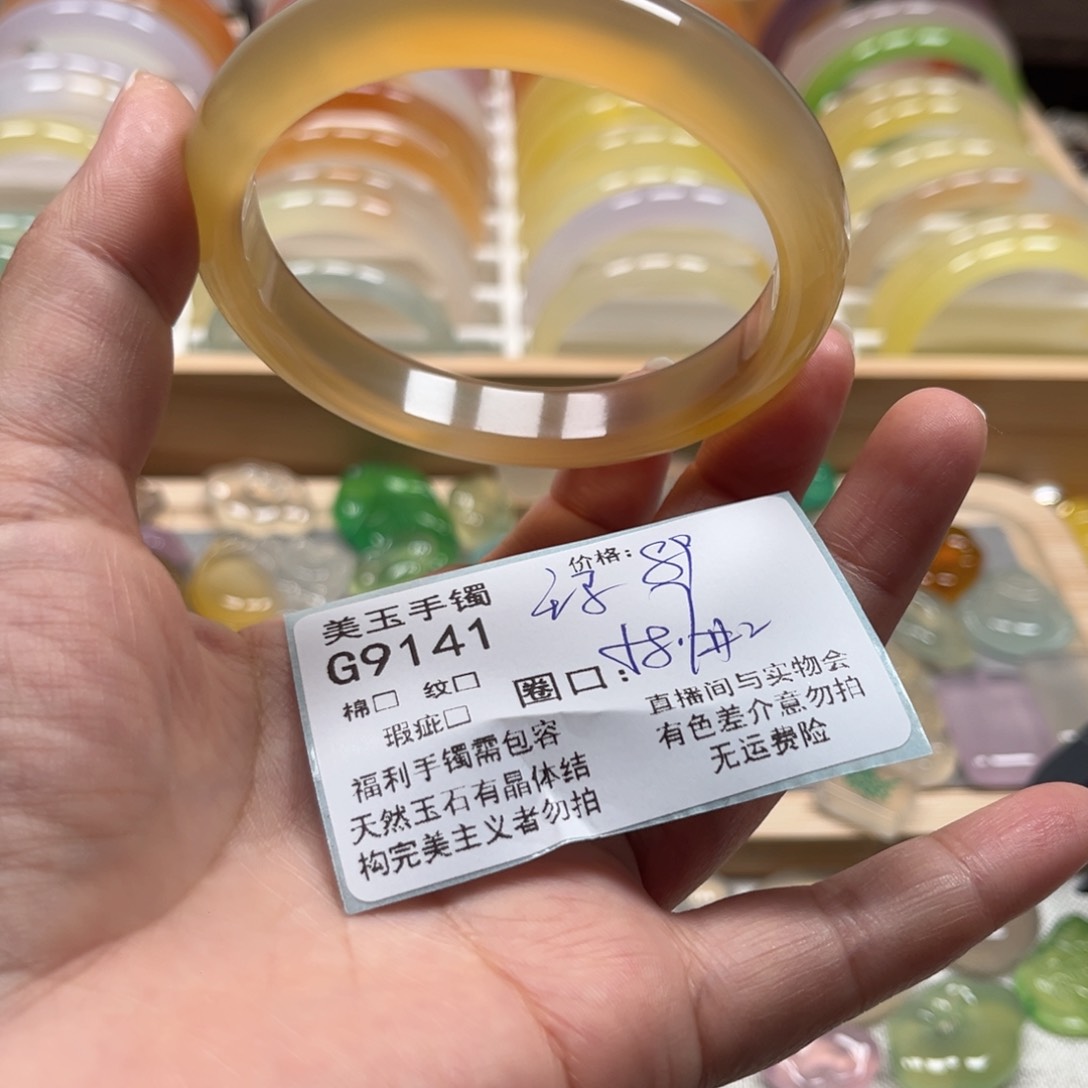 美玉手镯
G9141
价格:
棉□ 纹□
圈口: 58.
瑕疵□
福利手镯需包容
天然玉石有晶体结
构完美主义者勿拍
直播间与实物会
有色差介意勿拍
无运费险